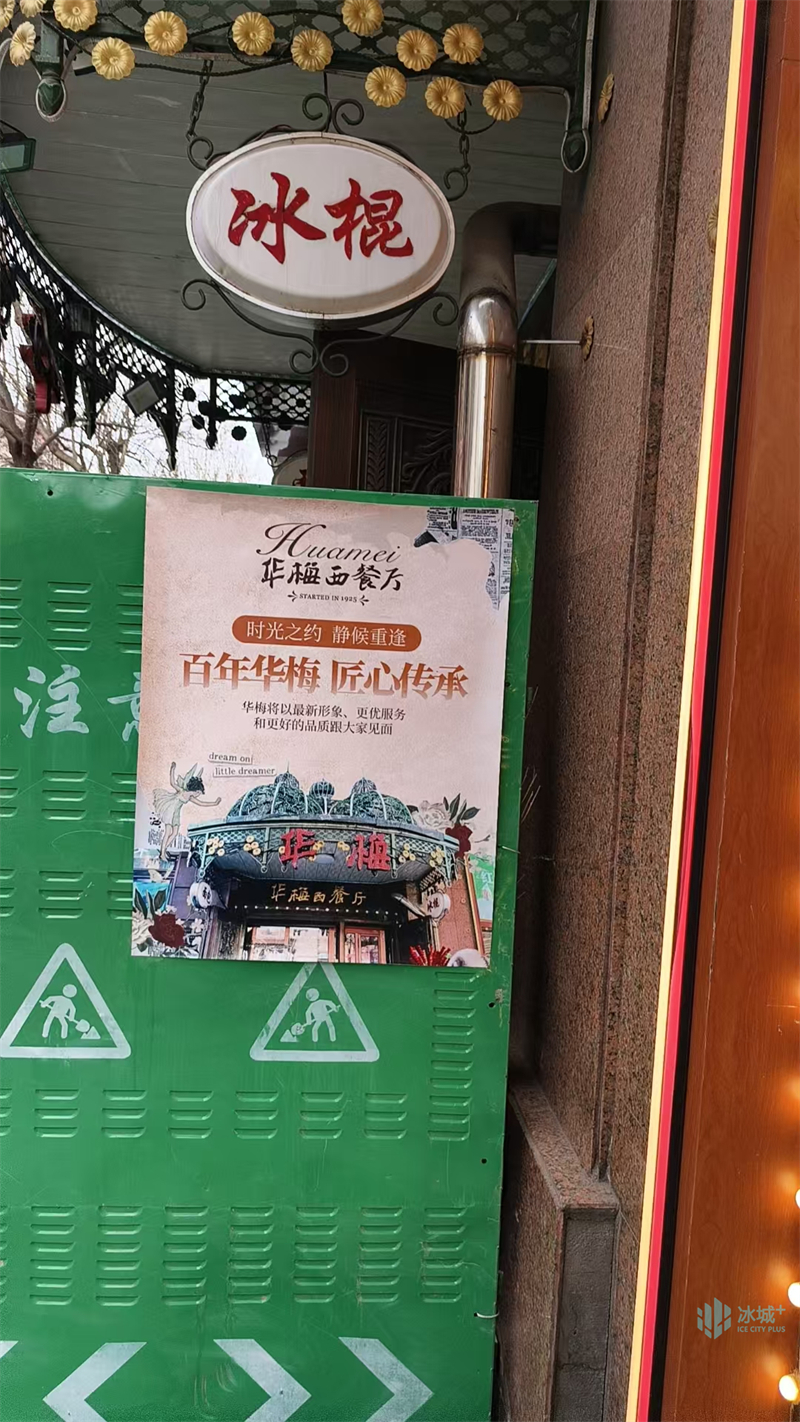 冰棍
Huamei
华梅西餐厅
STARTED IN 1925
时光之约 静候重逢
百年华梅 匠心传承
华梅将以最新形象、更优服务
和更好的品质跟大家见面
dream on
little dreamer
华梅
华梅西餐厅
注意
冰城+
ICE CITY PLUS